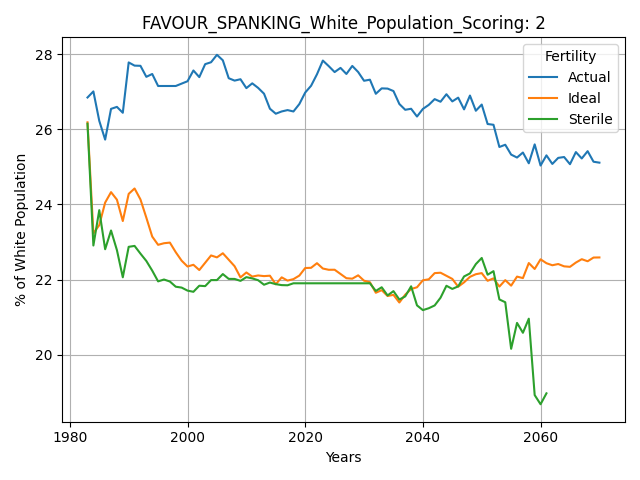 FAVOUR_SPANKING_White_Population_Scoring: 2
Fertility
Actual
Ideal
Sterile
% of White Population
28
26
24
22
20
1980
2000
2020
2040
2060
Years